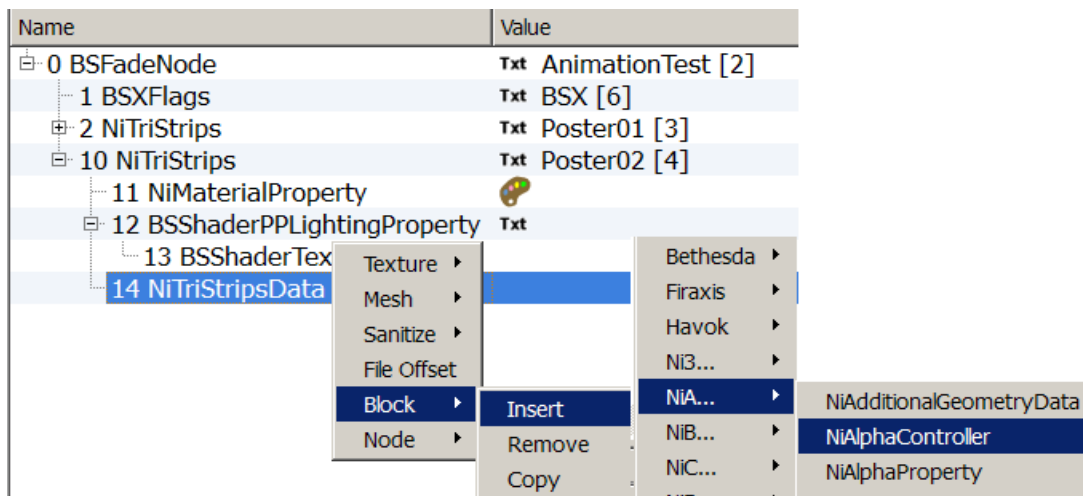 Name Value
0 BSFadeNode Txt AnimationTest [2]
1 BSXFlags Txt BSX [6]
2 NiTriStrips Txt Poster01 [3]
10 NiTriStrips Txt Poster02 [4]
11 NiMaterialProperty
12 BSShaderPPLightingProperty Txt
13 BSShaderTex
14 NiTriStripsData
Texture
Mesh
Sanitize
File Offset
Block
Node
Insert
Remove
Copy
Bethesda
Firaxis
Havok
Ni3...
NiA...
NiB...
NiC...
NiAdditionalGeometryData
NiAlphaController
NiAlphaProperty